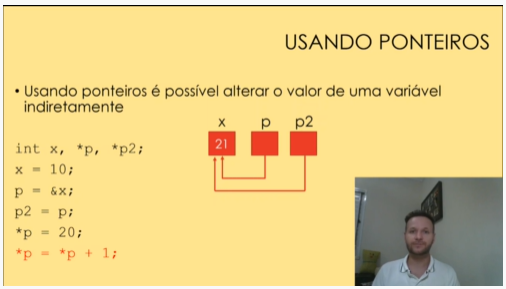 USANDO PONTEIROS
• Usando ponteiros é possível alterar o valor de uma variável
indiretamente
x p p2
21
int x, *p, *p2;
x = 10;
p = &x;
p2 = p;
*p = 20;
*p = *p + 1;